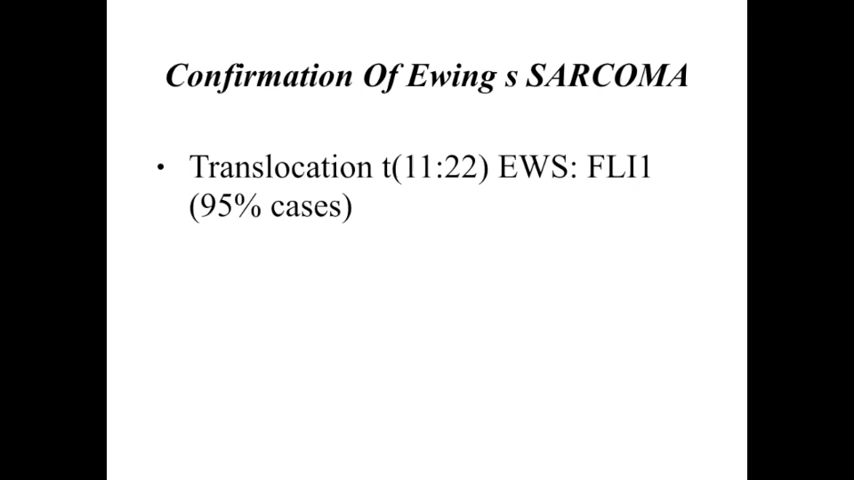 Confirmation Of Ewing s SARCOMA
• Translocation t(11:22) EWS: FLI1
(95% cases)